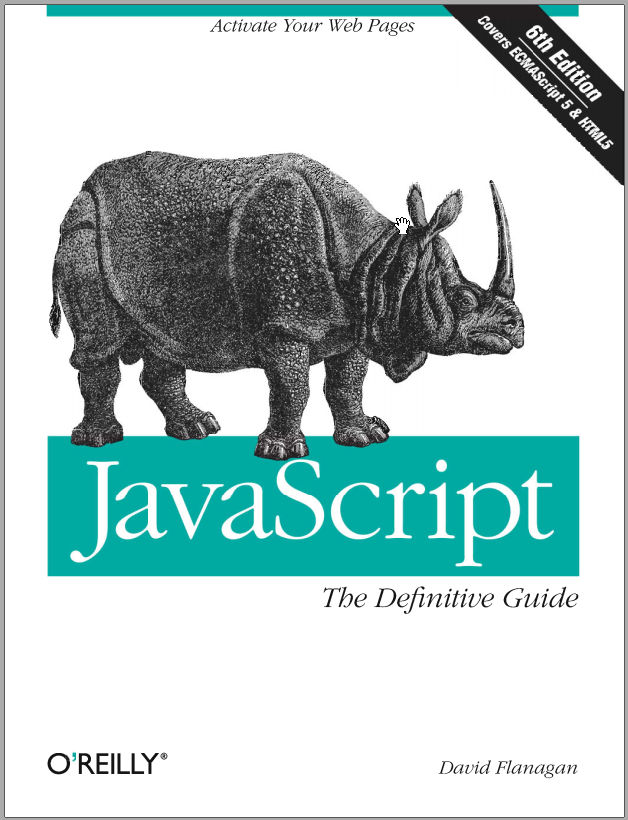 Activate Your Web Pages
6th Edition
Covers ECMAScript 5 & HTML5
JavaScript
The Definitive Guide
O'REILLY®
David Flanagan